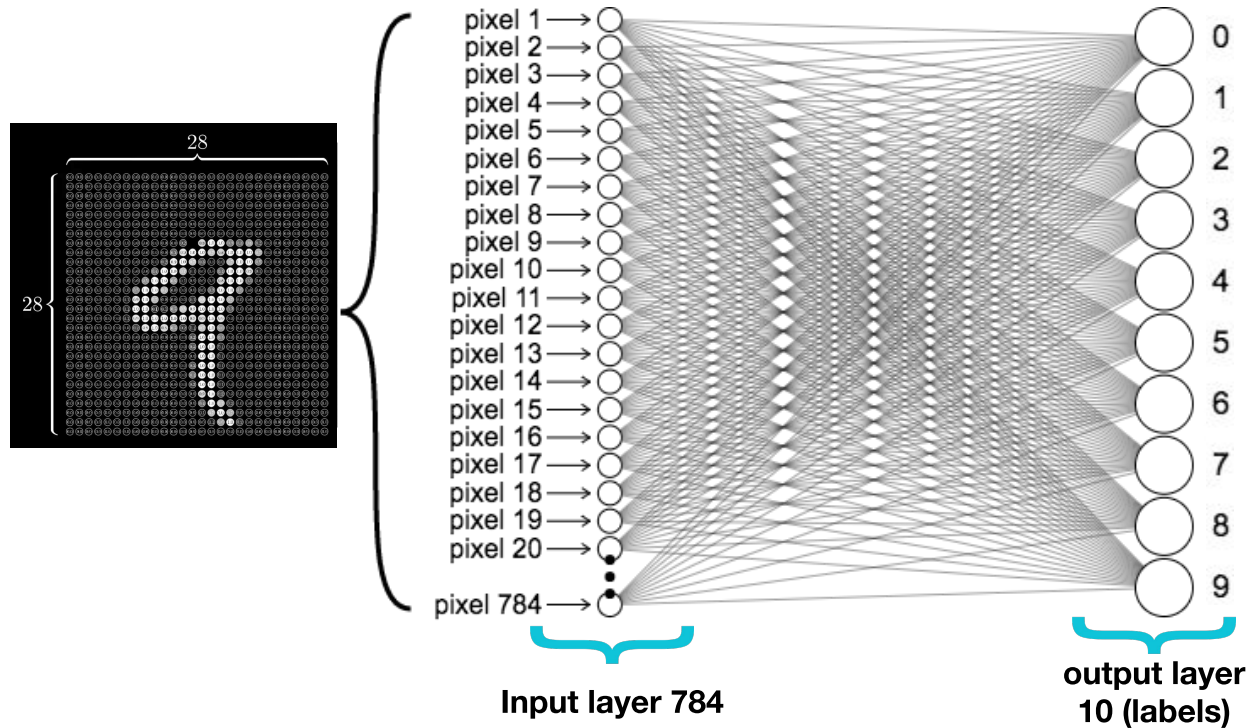 28
28
pixel 1
pixel 2
pixel 3
pixel 4
pixel 5
pixel 6
pixel 7
pixel 8
pixel 9
pixel 10
pixel 11
pixel 12
pixel 13
pixel 14
pixel 15
pixel 16
pixel 17
pixel 18
pixel 19
pixel 20
pixel 784
0
1
2
3
4
5
6
7
8
9
Input layer 784
output layer
10 (labels)